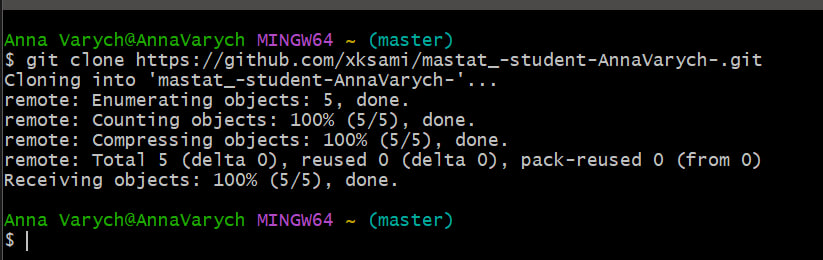 Anna Varych@AnnaVarych MINGW64 ~ (master)
$ git clone https://github.com/xksami/mastat_-student-AnnaVarych-.git
Cloning into 'mastat_-student-AnnaVarych-'...
remote: Enumerating objects: 5, done.
remote: Counting objects: 100% (5/5), done.
remote: Compressing objects: 100% (5/5), done.
remote: Total 5 (delta 0), reused 0 (delta 0), pack-reused 0 (from 0)
Receiving objects: 100% (5/5), done.
Anna Varych@AnnaVarych MINGW64 ~ (master)
$